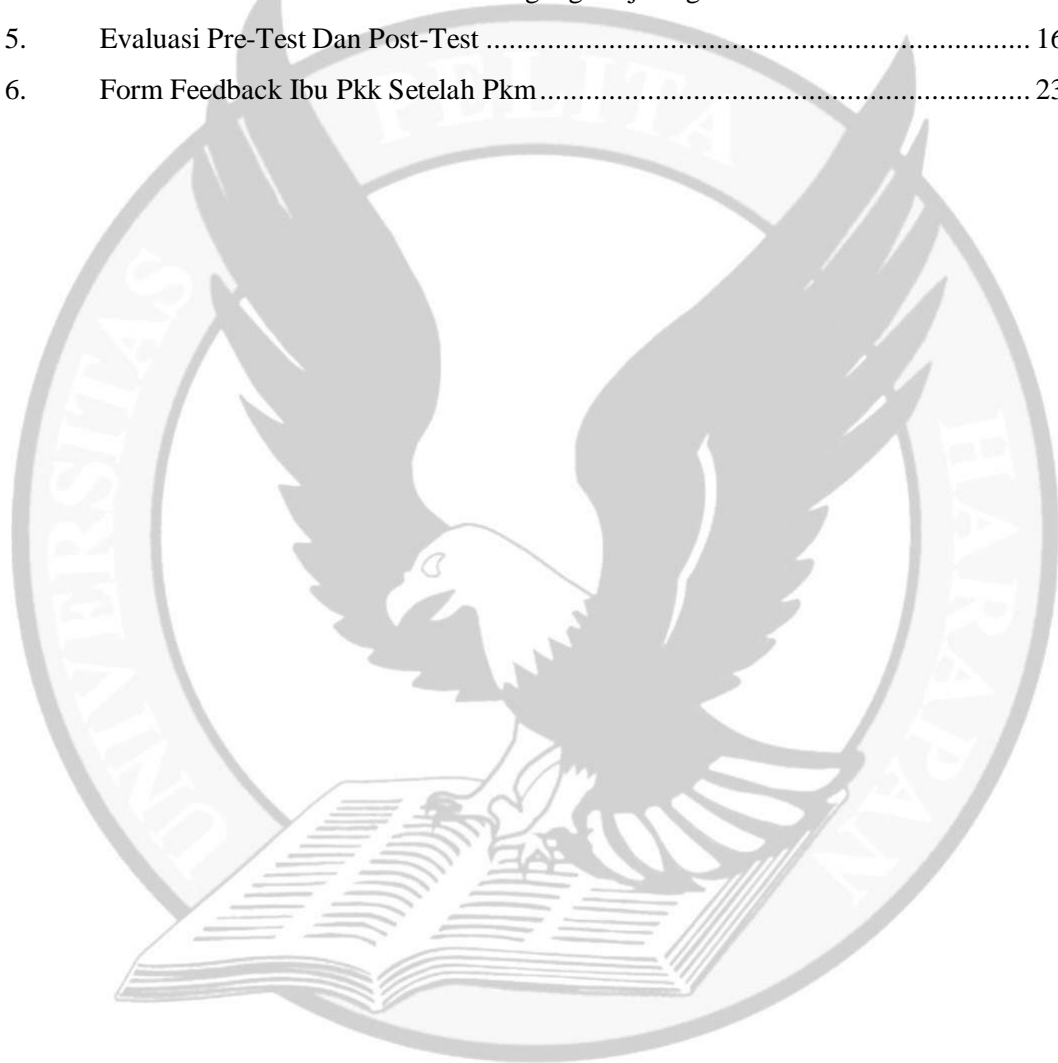 5. Evaluasi Pre-Test Dan Post-Test ....................................................................... 16
6. Form Feedback Ibu Pkk Setelah Pkm................................................................ 23
UNIVERSITAS
PELITA
HARAPAN